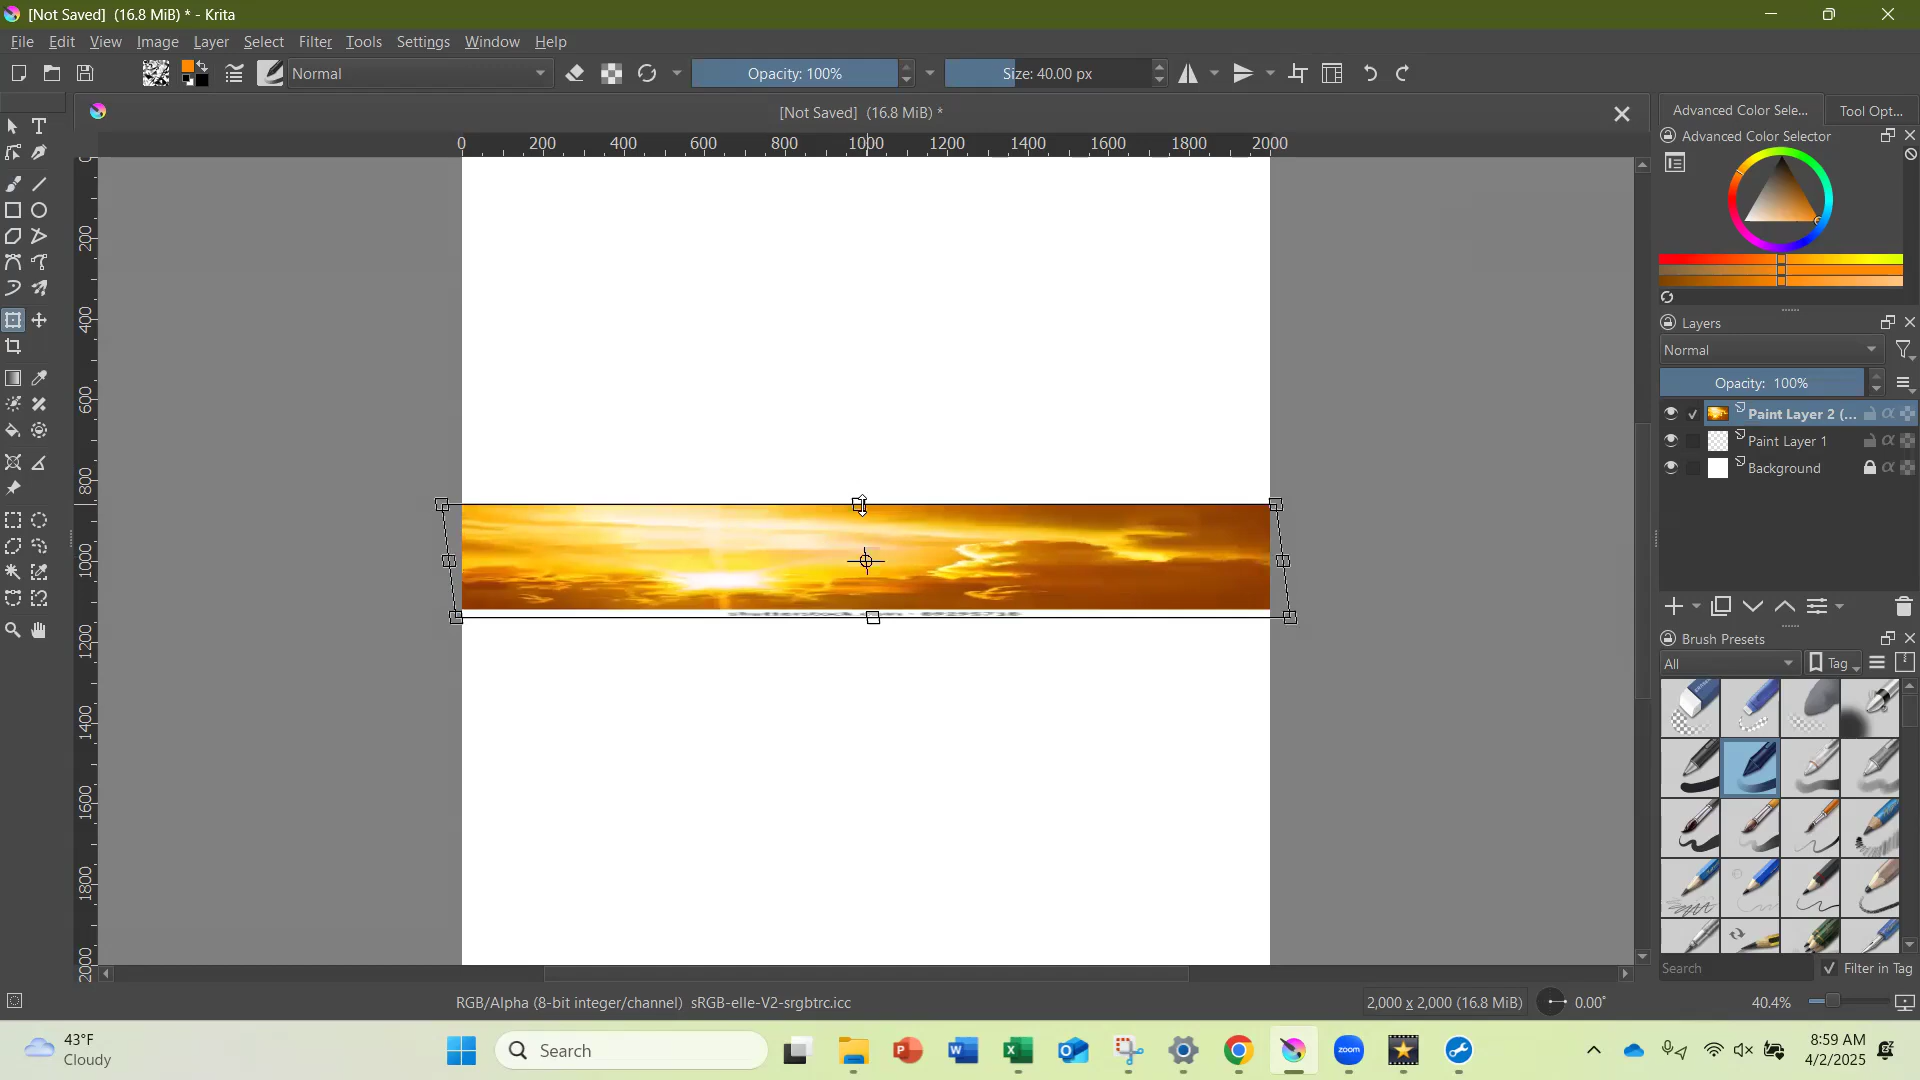 [Not Saved]  (16.8 MiB) * - Krita
File Edit View Image Layer Select Filter Tools Settings Window Help
Normal Opacity: 100% Size: 40.00 px
[Not Saved]  (16.8 MiB) *
Advanced Color Sele... Tool Opt...
Advanced Color Selector
0 200 400 600 800 1000 1200 1400 1600 1800 2000
200
400
600
800
1000
1200
1400
1600
1800
2000
Layers
Normal
Opacity:  100%
Paint Layer 2 (...
Paint Layer 1
Background
Brush Presets
All Tag
Search Filter in Tag
RGB/Alpha (8-bit integer/channel)  sRGB-elle-V2-srgbtrc.icc
2,000 x 2,000 (16.8 MiB) 0.00° 40.4%
43°F
Cloudy
Search
zoom
8:59 AM
4/2/2025